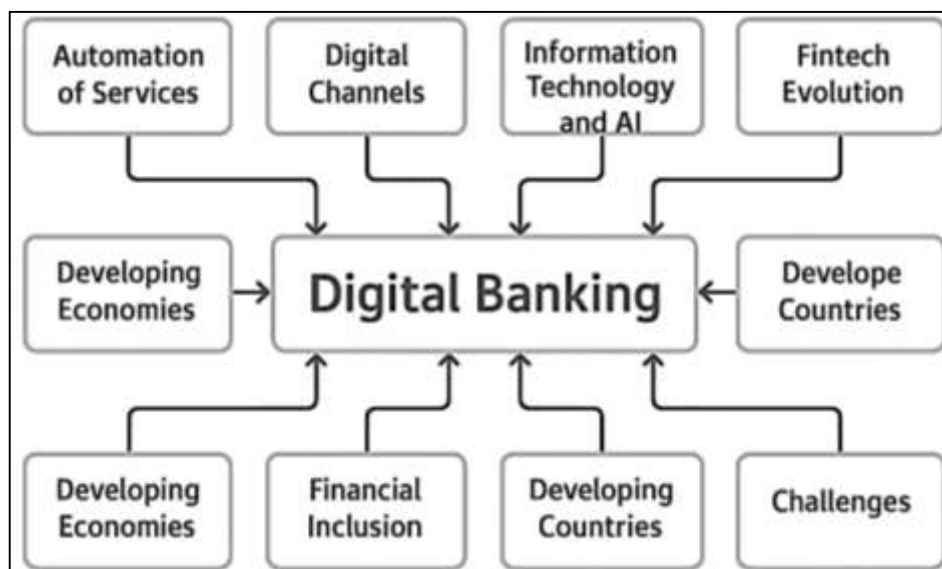 Automation
of Services
Digital
Channels
Information
Technology
and AI
Fintech
Evolution
Developing
Economies
Digital Banking
Develope
Countries
Developing
Economies
Financial
Inclusion
Developing
Countries
Challenges